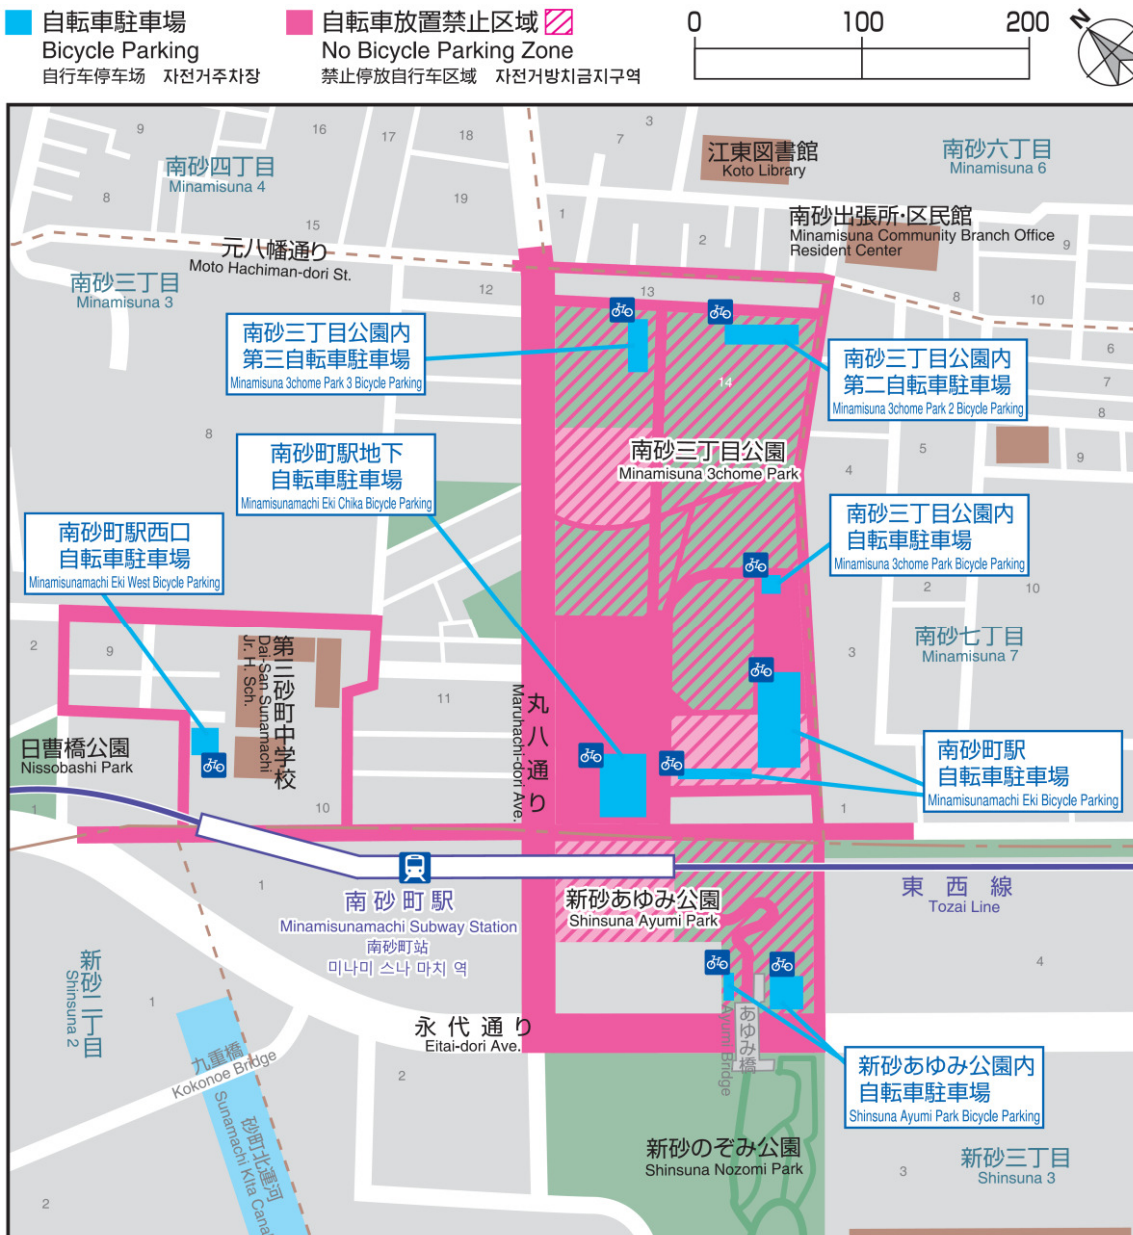 自転車駐車場
Bicycle Parking
自行车停车场 자전거주차장
自転車放置禁止区域
No Bicycle Parking Zone
禁止停放自行车区域 자전거방치금지구역
0 100 200
N
9
16
17
18
3
7
南砂四丁目
Minamisuna 4
江東図書館
Koto Library
南砂六丁目
Minamisuna 6
8
19
15
1
2
南砂出張所・区民館
Minamisuna Community Branch Office
Resident Center
9
元八幡通り
Moto Hachiman-dori St.
南砂三丁目
Minamisuna 3
12
13
8
10
南砂三丁目公園内
第三自転車駐車場
Minamisuna 3chome Park 3 Bicycle Parking
南砂三丁目公園内
第二自転車駐車場
Minamisuna 3chome Park 2 Bicycle Parking
6
7
8
14
8
南砂町駅地下
自転車駐車場
Minamisunamachi Eki Chika Bicycle Parking
南砂三丁目公園
Minamisuna 3chome Park
5
4
9
南砂町駅西口
自転車駐車場
Minamisunamachi Eki West Bicycle Parking
南砂三丁目公園内
自転車駐車場
Minamisuna 3chome Park Bicycle Parking
2
10
南砂七丁目
Minamisuna 7
2
9
3
第三砂町中学校
Dai-San Sunamachi
Jr. H. Sch.
11
丸八通り
Maruhachi-dori Ave.
日曹橋公園
Nissobashi Park
南砂町駅
自転車駐車場
Minamisunamachi Eki Bicycle Parking
1
10
1
1
南砂町駅
Minamisunamachi Subway Station
南砂町站
미나미 스나 마치 역
新砂あゆみ公園
Shinsuna Ayumi Park
東西線
Tozai Line
新砂二丁目
Shinsuna 2
1
4
永代通り
Eitai-dori Ave.
あゆみ橋
Ayumi Bridge
九重橋
Kokonoe Bridge
2
新砂あゆみ公園内
自転車駐車場
Shinsuna Ayumi Park Bicycle Parking
砂町北運河
Sunamachi Kita Canal
新砂のぞみ公園
Shinsuna Nozomi Park
新砂三丁目
Shinsuna 3
3
2